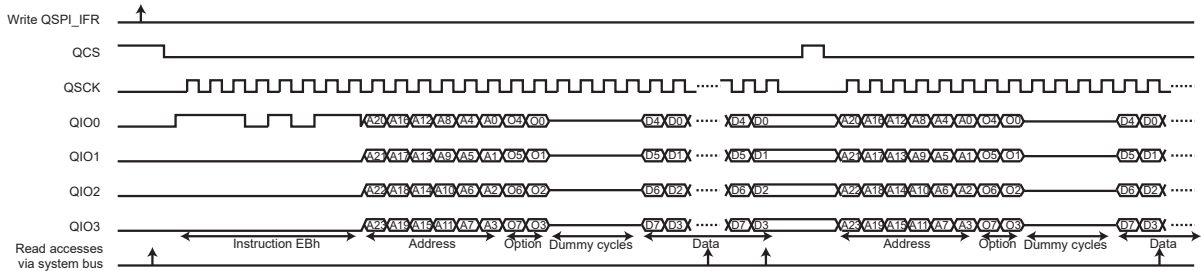 Write QSPI_IFR
QCS
QSCK
QIO0 A20 A16 A12 A8 A4 A0 O4 O0 D4 D0 D4 D0 A20 A16 A12 A8 A4 A0 O4 O0 D4 D0
QIO1 A21 A17 A13 A9 A5 A1 O5 O1 D5 D1 D5 D1 A21 A17 A13 A9 A5 A1 O5 O1 D5 D1
QIO2 A22 A18 A14 A10 A6 A2 O6 O2 D6 D2 D6 D2 A22 A18 A14 A10 A6 A2 O6 O2 D6 D2
QIO3 A23 A19 A15 A11 A7 A3 O7 O3 D7 D3 D7 D3 A23 A19 A15 A11 A7 A3 O7 O3 D7 D3
Instruction EBh Address Option Dummy cycles Data Address Option Dummy cycles Data
Read accesses
via system bus